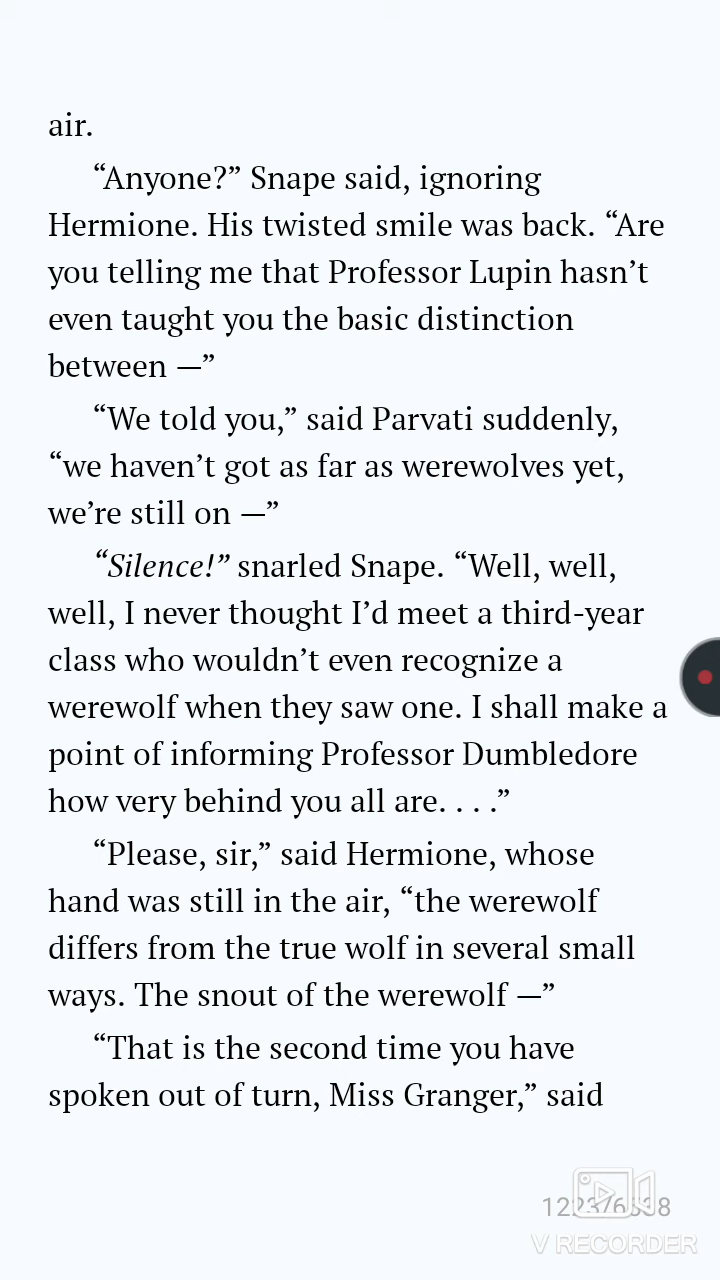 air.
“Anyone?” Snape said, ignoring
Hermione. His twisted smile was back. “Are
you telling me that Professor Lupin hasn’t
even taught you the basic distinction
between —”
“We told you,” said Parvati suddenly,
“we haven’t got as far as werewolves yet,
we’re still on —”
“Silence!” snarled Snape. “Well, well,
well, I never thought I’d meet a third-year
class who wouldn’t even recognize a
werewolf when they saw one. I shall make a
point of informing Professor Dumbledore
how very behind you all are. . . .”
“Please, sir,” said Hermione, whose
hand was still in the air, “the werewolf
differs from the true wolf in several small
ways. The snout of the werewolf —”
“That is the second time you have
spoken out of turn, Miss Granger,” said
V RECORDER